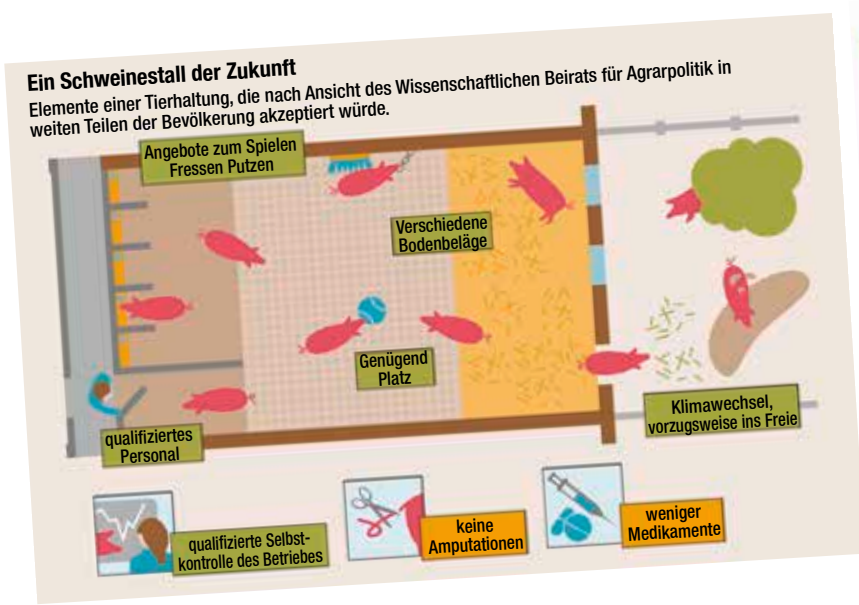 Ein Schweinestall der Zukunft
Elemente einer Tierhaltung, die nach Ansicht des Wissenschaftlichen Beirats für Agrarpolitik in
weiten Teilen der Bevölkerung akzeptiert würde.
Angebote zum Spielen
Fressen Putzen
Verschiedene
Bodenbeläge
Genügend
Platz
Klimawechsel,
vorzugsweise ins Freie
qualifiziertes
Personal
qualifizierte Selbst-
kontrolle des Betriebes
keine
Amputationen
weniger
Medikamente